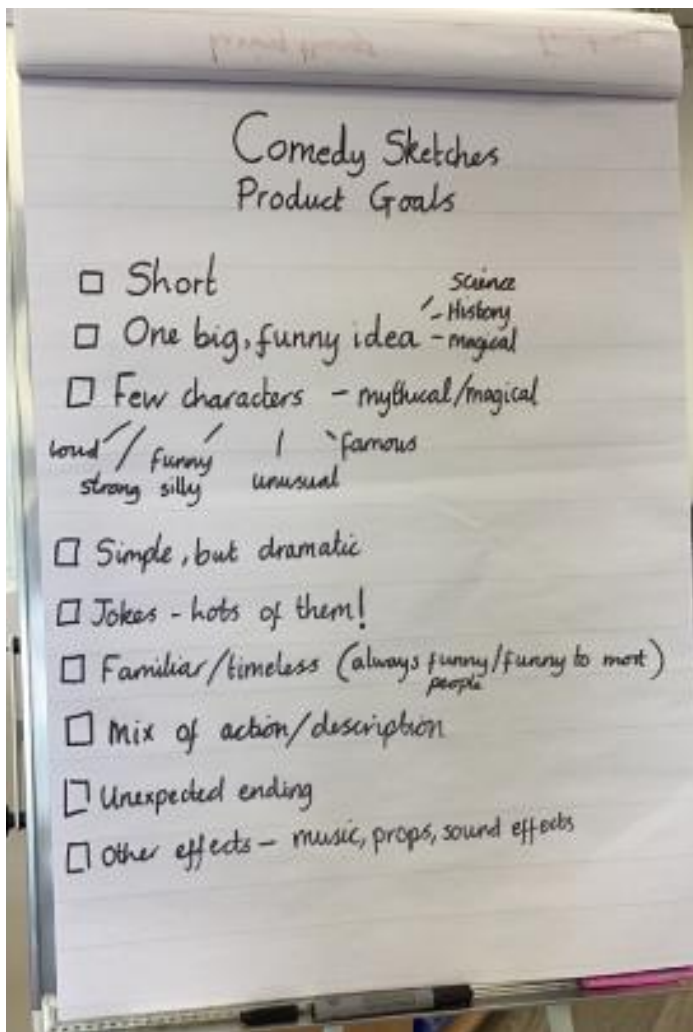 Comedy Sketches
Product Goals
Short
Science
- History
One big, funny idea - magical
Few characters - mythical/magical
loud funny famous
strong silly unusual
Simple, but dramatic
Jokes - hots of them!
Familiar/timeless (always funny/funny to most)
people
Mix of action/description
Unexpected ending
Other effects - music, props, sound effects